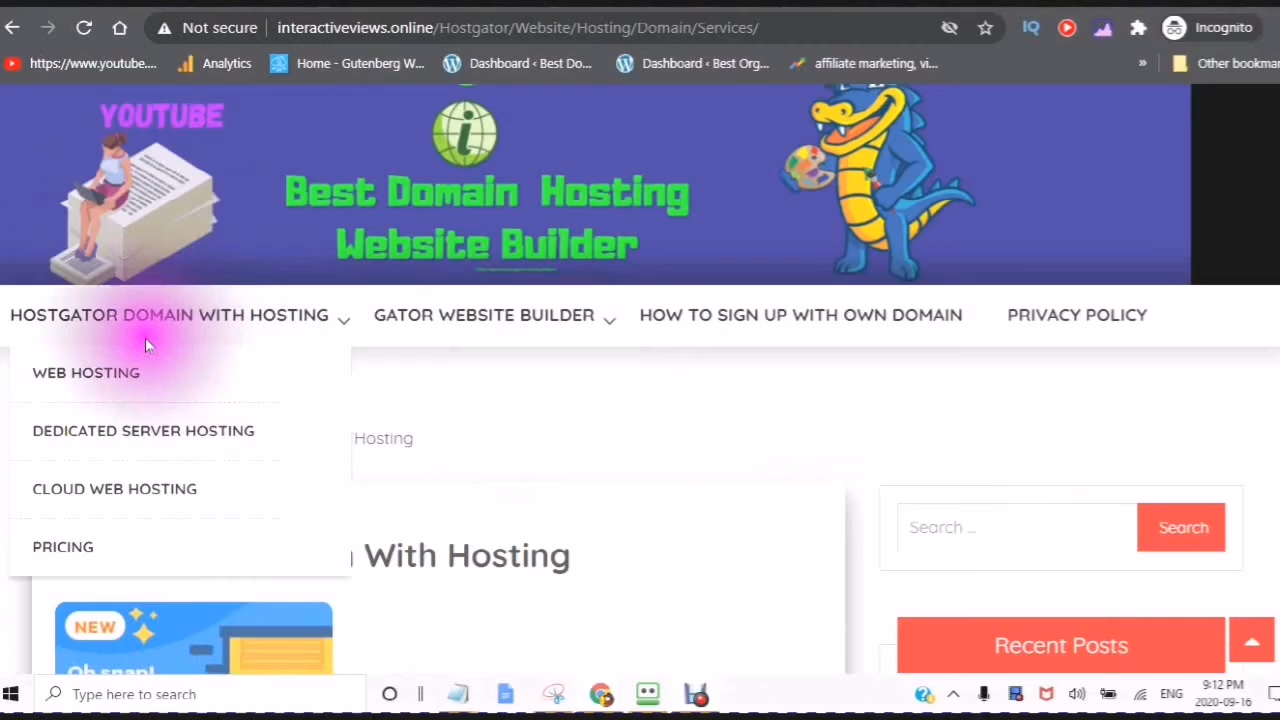 Not secure interactiveviews.online/Hostgator/Website/Hosting/Domain/Services/ IQ Incognito
https://www.youtube.... Analytics Home - Gutenberg W... Dashboard ‹ Best Do... Dashboard ‹ Best Org... affiliate marketing, vi... » Other bookmar
YOUTUBE
i
Best Domain Hosting
Website Builder
HOSTGATOR DOMAIN WITH HOSTING GATOR WEBSITE BUILDER HOW TO SIGN UP WITH OWN DOMAIN PRIVACY POLICY
WEB HOSTING
DEDICATED SERVER HOSTING
Hosting
CLOUD WEB HOSTING
Search ... Search
PRICING
With Hosting
NEW
Oh snap!
Recent Posts
Type here to search ENG 9:12 PM
2020-09-16